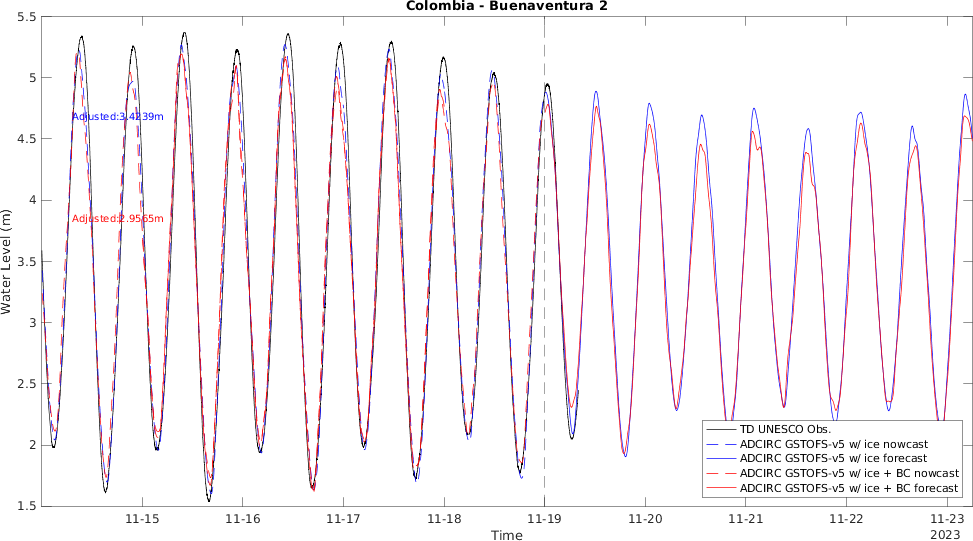 Colombia - Buenaventura 2
5.5
5
4.5
4
3.5
3
2.5
2
1.5
Water Level (m)
Adjusted:3.4239m
Adjusted:2.9565m
TD UNESCO Obs.
ADCIRC GSTOFS-v5 w/ ice nowcast
ADCIRC GSTOFS-v5 w/ ice forecast
ADCIRC GSTOFS-v5 w/ ice + BC nowcast
ADCIRC GSTOFS-v5 w/ ice + BC forecast
11-15 11-16 11-17 11-18 11-19 11-20 11-21 11-22 11-23
Time
2023